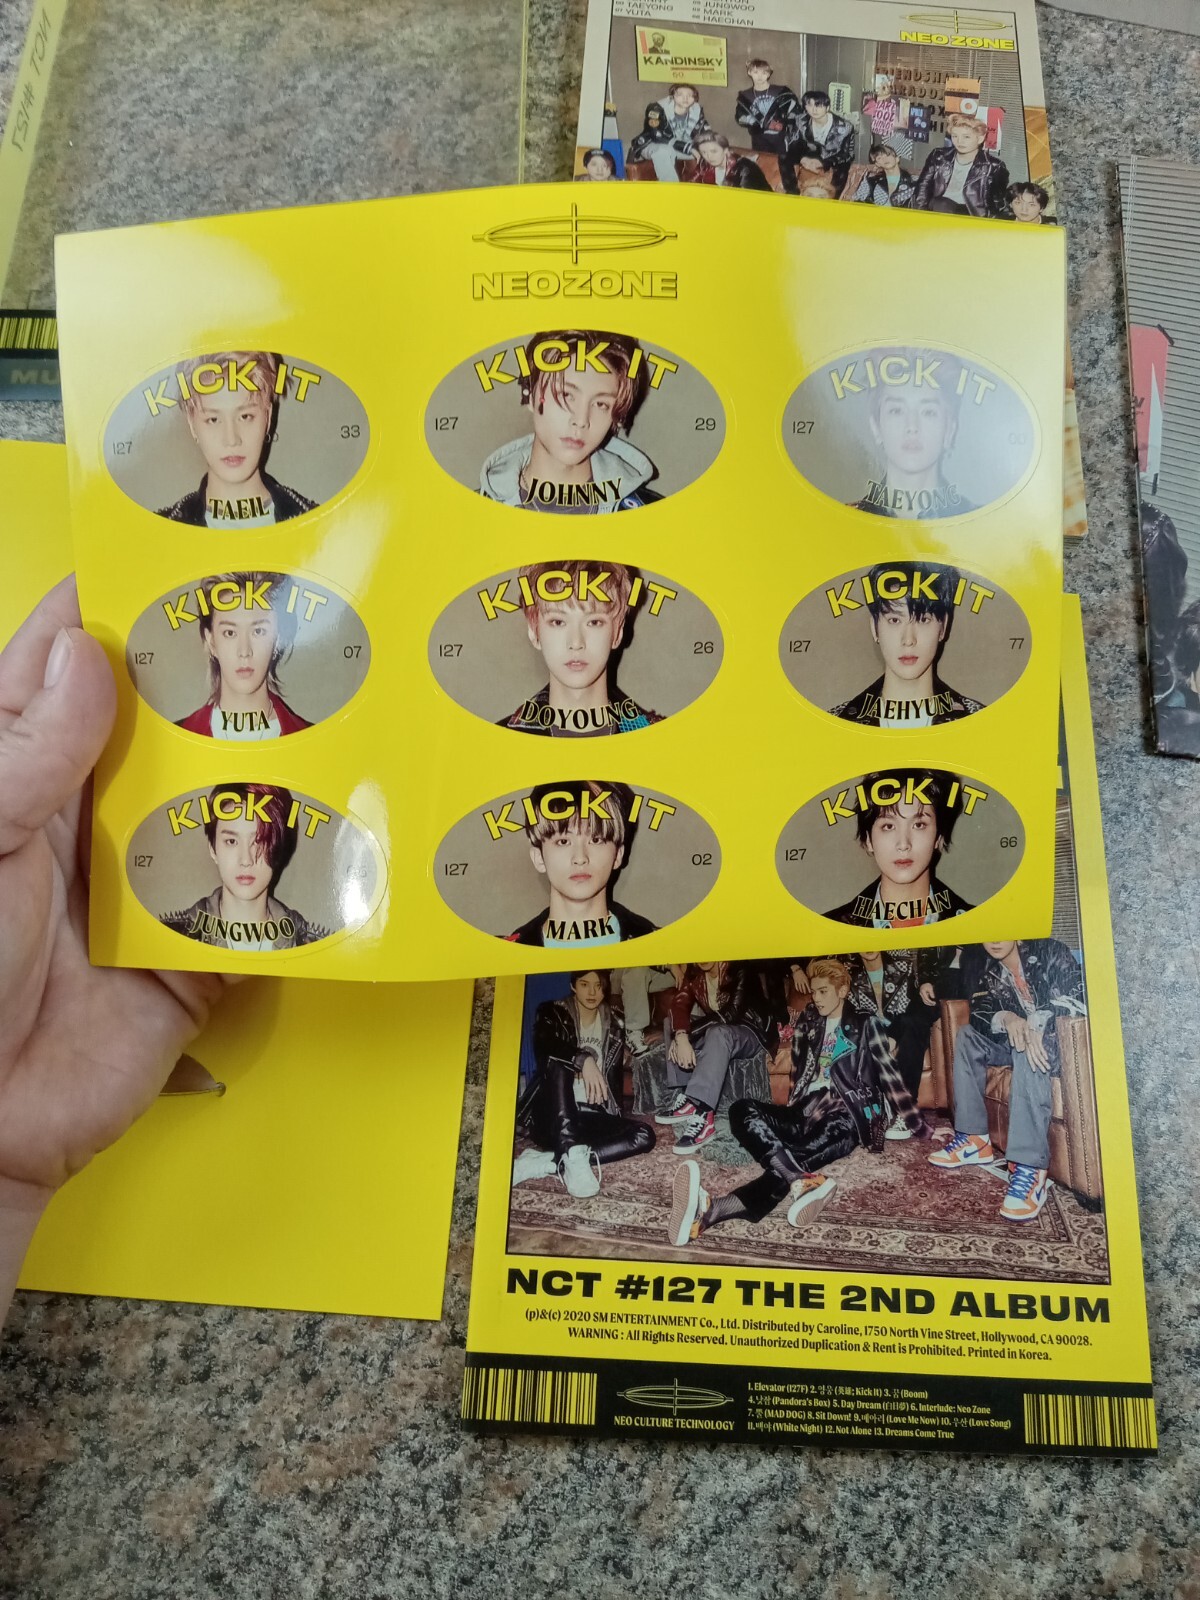 NCT #127
TAEYONG
YUTA
JUNGWOO
MARK
HAECHAN
NEO ZONE
KANDINSKY
NEO ZONE
KICK IT
127
33
TAEIL
KICK IT
127
29
JOHNNY
KICK IT
127
TAEYONG
KICK IT
127
07
YUTA
KICK IT
127
26
DOYOUNG
KICK IT
127
77
JAEHYUN
KICK IT
127
JUNGWOO
KICK IT
127
02
MARK
KICK IT
127
66
HAECHAN
NCT #127 THE 2ND ALBUM
(p)&(c) 2020 SM ENTERTAINMENT Co., Ltd. Distributed by Caroline, 1750 North Vine Street, Hollywood, CA 90028.
WARNING : All Rights Reserved. Unauthorized Duplication & Rent is Prohibited. Printed in Korea.
NEO CULTURE TECHNOLOGY
1. Elevator (127F) 2. 영웅 (英雄; Kick It) 3. 꿈 (Boom)
4. 낮잠 (Pandora's Box) 5. Day Dream (白日夢) 6. Interlude: Neo Zone
7. 뿔 (MAD DOG) 8. Sit Down! 9. 메아리 (Love Me Now) 10. 우산 (Love Song)
11. 백야 (White Night) 12. Not Alone 13. Dreams Come True